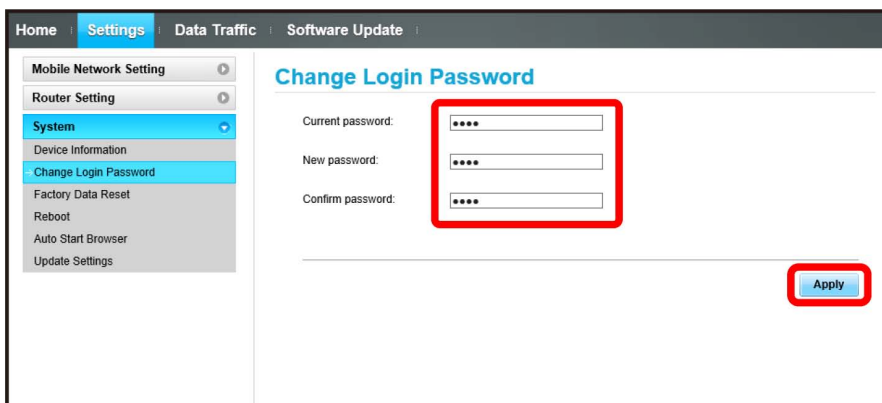 Home Settings Data Traffic Software Update
Mobile Network Setting
Router Setting
System
Device Information
Change Login Password
Factory Data Reset
Reboot
Auto Start Browser
Update Settings
Change Login Password
Current password: ••••
New password: ••••
Confirm password: ••••
Apply